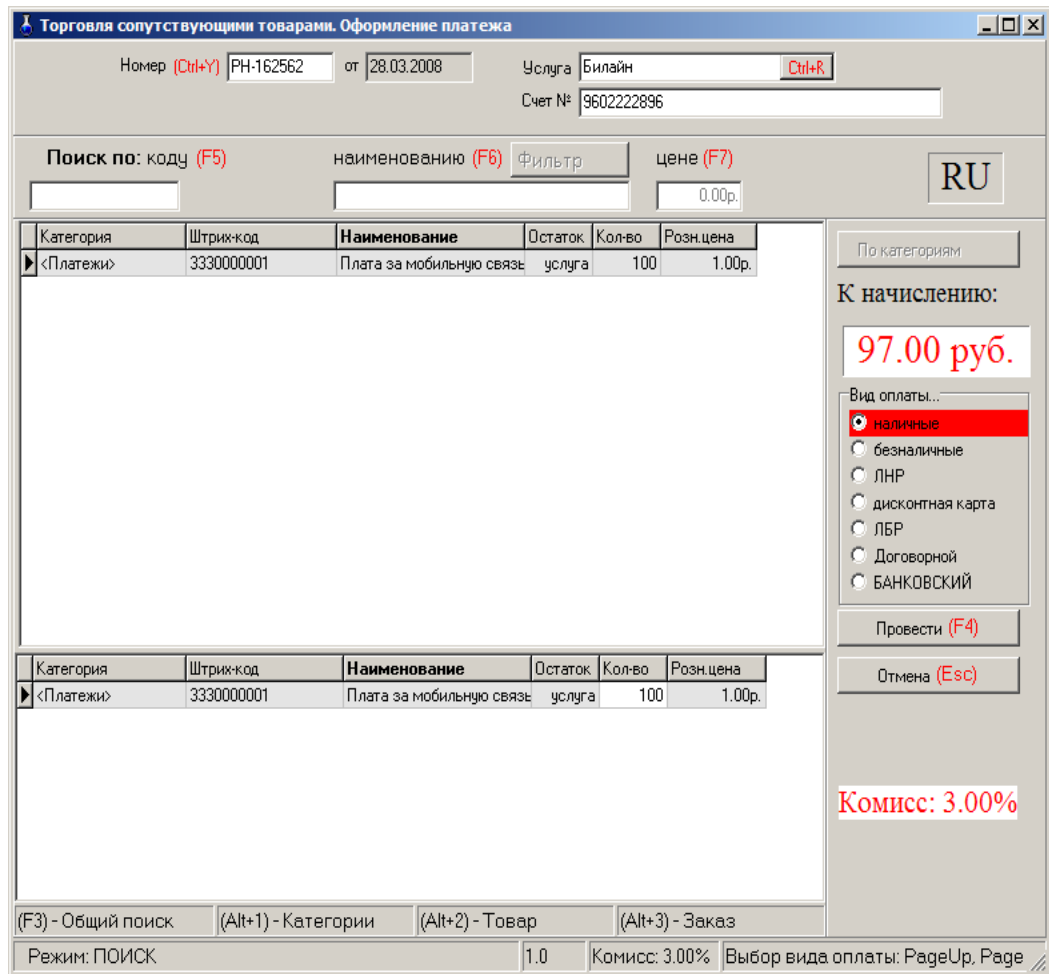 Торговля сопутствующими товарами. Оформление платежа
Номер (Ctrl+Y) РН-162562 от 28.03.2008 Услуга Билайн Ctrl+R
Счет № 9602222896
Поиск по: коду (F5) наименованию (F6) Фильтр цене (F7)
0.00р.
RU
Категория Штрих-код Наименование Остаток Кол-во Розн.цена
<Платежи> 3330000001 Плата за мобильную связь услуга 100 1.00р.
По категориям
К начислению:
97.00 руб.
Вид оплаты...
наличные
безналичные
ЛНР
дисконтная карта
ЛБР
Договорной
БАНКОВСКИЙ
Провести (F4)
Отмена (Esc)
Категория Штрих-код Наименование Остаток Кол-во Розн.цена
<Платежи> 3330000001 Плата за мобильную связь услуга 100 1.00р.
Комисс: 3.00%
(F3) - Общий поиск (Alt+1) - Категории (Alt+2) - Товар (Alt+3) - Заказ
Режим: ПОИСК 1.0 Комисс: 3.00% Выбор вида оплаты: PageUp, Page